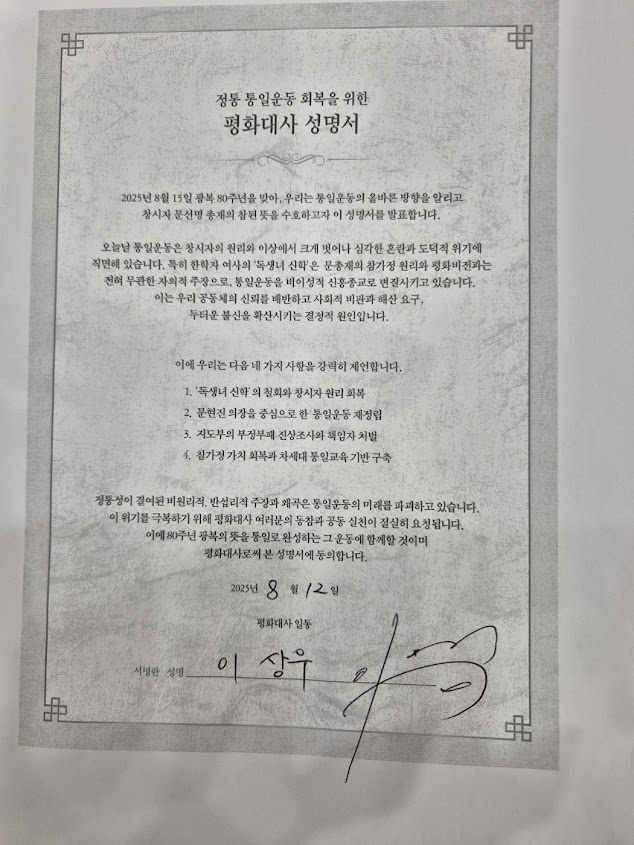 정통 통일운동 회복을 위한
평화대사 성명서
2025년 8월 15일 광복 80주년을 맞아, 우리는 통일운동의 올바른 방향을 알리고
창시자 문선명 총재의 참된 뜻을 수호하고자 이 성명서를 발표합니다.
오늘날 통일운동은 창시자의 원리와 이상에서 크게 벗어나 심각한 혼란과 도덕적 위기에
직면해 있습니다. 특히 한학자 여사의 '독생녀 신학'은 문총재의 참가정 원리와 평화비전과는
전혀 무관한 자의적 주장으로, 통일운동을 비이성적 신흥종교로 변질시키고 있습니다.
이는 우리 공동체의 신뢰를 배반하고 사회적 비판과 해산 요구,
두터운 불신을 확산시키는 결정적 원인입니다.
이에 우리는 다음 네 가지 사항을 강력히 제언합니다.
1. '독생녀 신학'의 철회와 창시자 원리 회복
2. 문현진 의장을 중심으로 한 통일운동 재정립
3. 지도부의 부정부패 진상조사와 책임자 처벌
4. 참가정 가치 회복과 차세대 통일교육 기반 구축
정통성이 결여된 비원리적, 반섭리적 주장과 왜곡은 통일운동의 미래를 파괴하고 있습니다.
이 위기를 극복하기 위해 평화대사 여러분의 동참과 공동 실천이 절실히 요청됩니다.
이에 80주년 광복의 뜻을 통일로 완성하는 그 운동에 함께할 것이며
평화대사로써 본 성명서에 동의합니다.
2025년 8 월 12 일
평화대사 일동
서명란 성명 이 상우